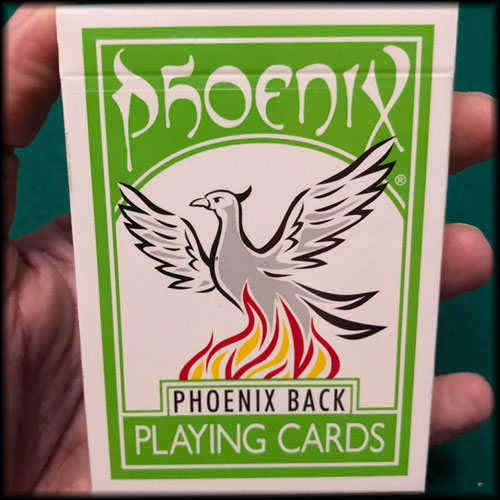 PHOENIX
®
PHOENIX BACK
PLAYING CARDS